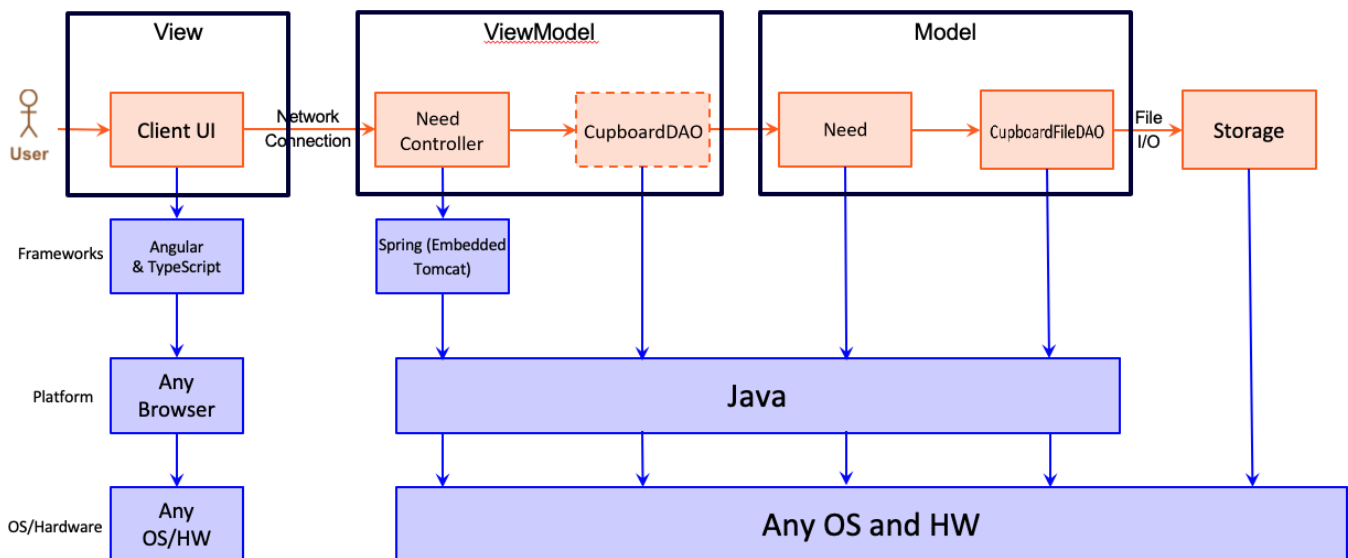 View
ViewModel
Model
User
Client UI
Network
Connection
Need
Controller
CupboardDAO
Need
CupboardFileDAO
File
I/O
Storage
Frameworks
Angular
& TypeScript
Spring (Embedded
Tomcat)
Platform
Any
Browser
Java
OS/Hardware
Any
OS/HW
Any OS and HW